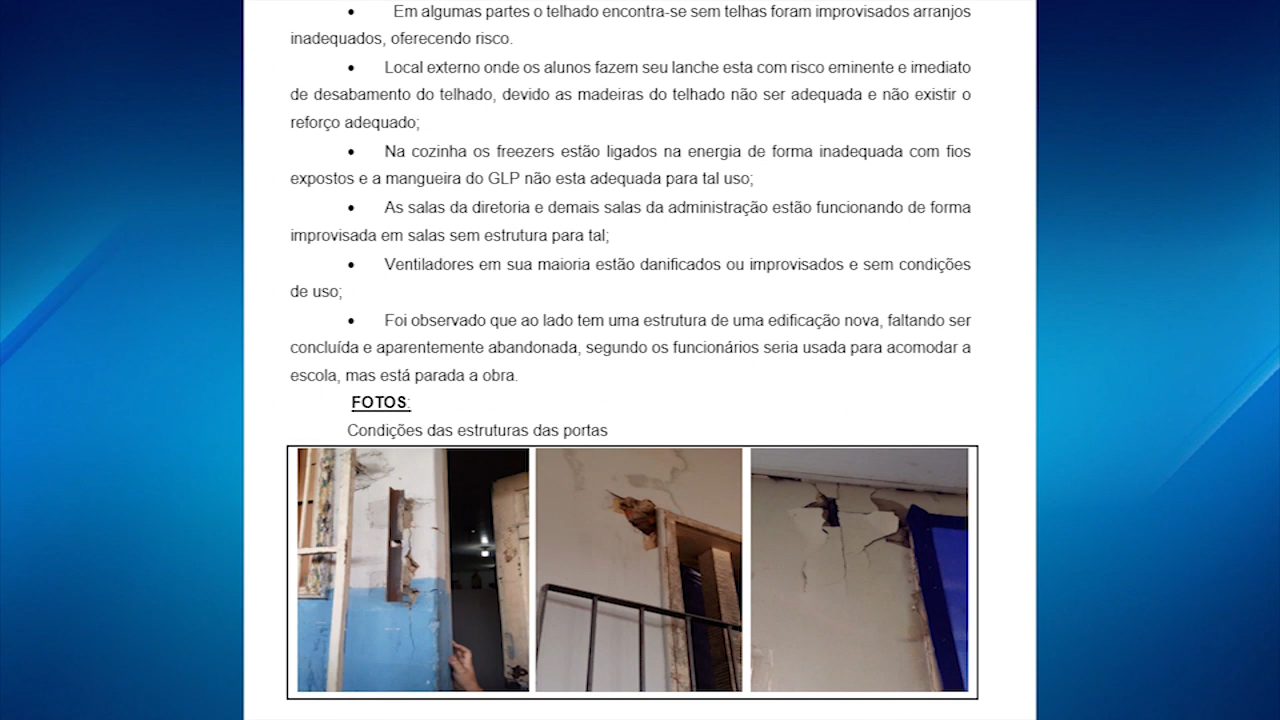 • Em algumas partes o telhado encontra-se sem telhas foram improvisados arranjos
inadequados, oferecendo risco.
• Local externo onde os alunos fazem seu lanche esta com risco eminente e imediato
de desabamento do telhado, devido as madeiras do telhado não ser adequada e não existir o
reforço adequado;
• Na cozinha os freezers estão ligados na energia de forma inadequada com fios
expostos e a mangueira do GLP não esta adequada para tal uso;
• As salas da diretoria e demais salas da administração estão funcionando de forma
improvisada em salas sem estrutura para tal;
• Ventiladores em sua maioria estão danificados ou improvisados e sem condições
de uso;
• Foi observado que ao lado tem uma estrutura de uma edificação nova, faltando ser
concluída e aparentemente abandonada, segundo os funcionários seria usada para acomodar a
escola, mas está parada a obra.
FOTOS:
Condições das estruturas das portas